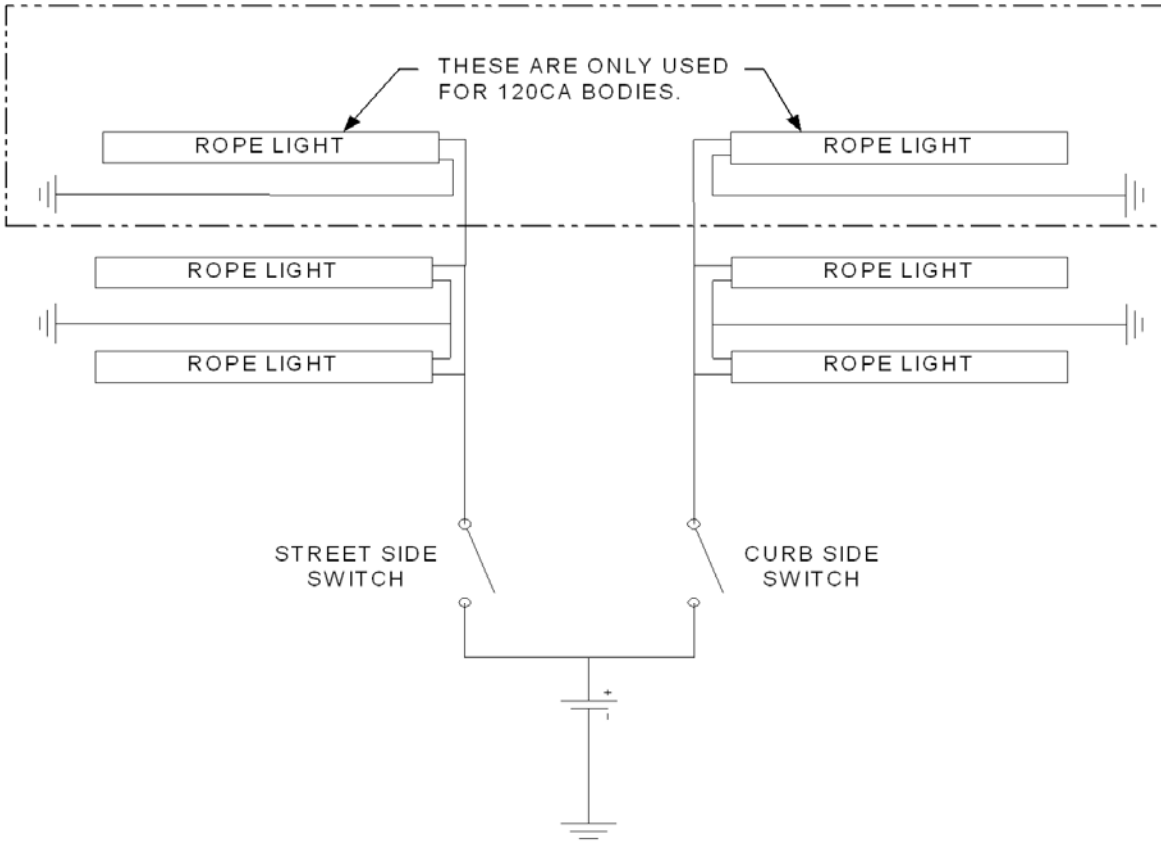 THESE ARE ONLY USED
FOR 120CA BODIES.
ROPE LIGHT
ROPE LIGHT
ROPE LIGHT
ROPE LIGHT
ROPE LIGHT
ROPE LIGHT
STREET SIDE
SWITCH
CURB SIDE
SWITCH
+
-